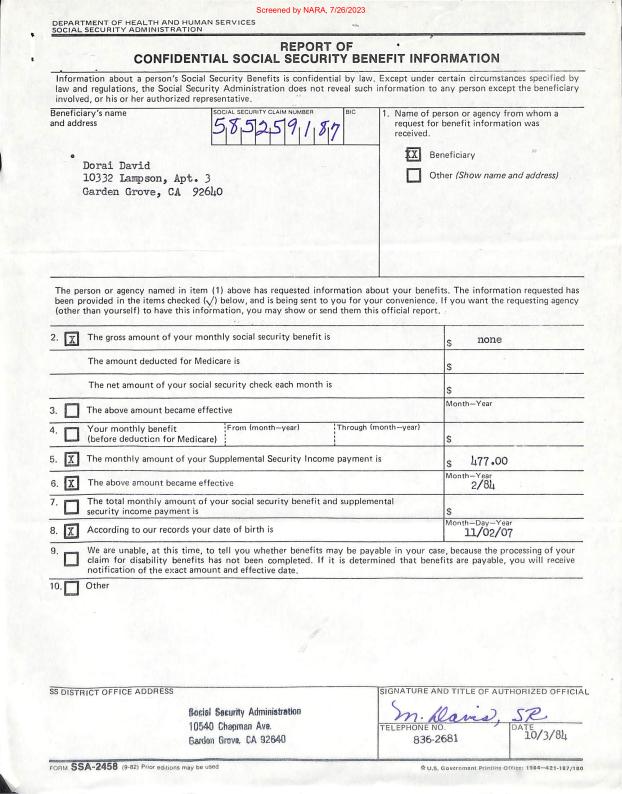 Screened by NARA, 7/26/2023
DEPARTMENT OF HEALTH AND HUMAN SERVICES
SOCIAL SECURITY ADMINISTRATION
REPORT OF
CONFIDENTIAL SOCIAL SECURITY BENEFIT INFORMATION
Information about a person's Social Security Benefits is confidential by law. Except under certain circumstances specified by
law and regulations, the Social Security Administration does not reveal such information to any person except the beneficiary
involved, or his or her authorized representative.
Beneficiary's name
and address
SOCIAL SECURITY CLAIM NUMBER
BIC
585259187
Dorai David
10332 Lampson, Apt. 3
Garden Grove, CA 92640
1. Name of person or agency from whom a
request for benefit information was
received.
XX Beneficiary
Other (Show name and address)
The person or agency named in item (1) above has requested information about your benefits. The information requested has
been provided in the items checked (√) below, and is being sent to you for your convenience. If you want the requesting agency
(other than yourself) to have this information, you may show or send them this official report.
2. X The gross amount of your monthly social security benefit is $ none
The amount deducted for Medicare is $
The net amount of your social security check each month is $
3. The above amount became effective Month—Year
4. Your monthly benefit
(before deduction for Medicare) From (month—year) Through (month—year) $
5. X The monthly amount of your Supplemental Security Income payment is $ 477.00
6. X The above amount became effective Month—Year 2/84
7. The total monthly amount of your social security benefit and supplemental
security income payment is $
8. X According to our records your date of birth is Month—Day—Year 11/02/07
9. We are unable, at this time, to tell you whether benefits may be payable in your case, because the processing of your
claim for disability benefits has not been completed. If it is determined that benefits are payable, you will receive
notification of the exact amount and effective date.
10. Other
SS DISTRICT OFFICE ADDRESS
Social Security Administration
10540 Chapman Ave.
Garden Grove, CA 92640
SIGNATURE AND TITLE OF AUTHORIZED OFFICIAL
M. Davis, SR
TELEPHONE NO.
836-2681
DATE
10/3/84
FORM SSA-2458 (9-82) Prior editions may be used
☆ U.S. Government Printing Office: 1984—421-187/180